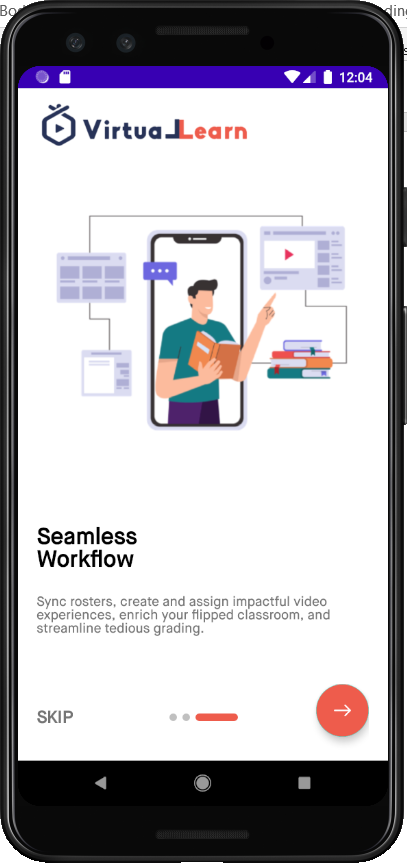 12:04
VirtualLearn
Seamless
Workflow
Sync rosters, create and assign impactful video
experiences, enrich your flipped classroom, and
streamline tedious grading.
SKIP